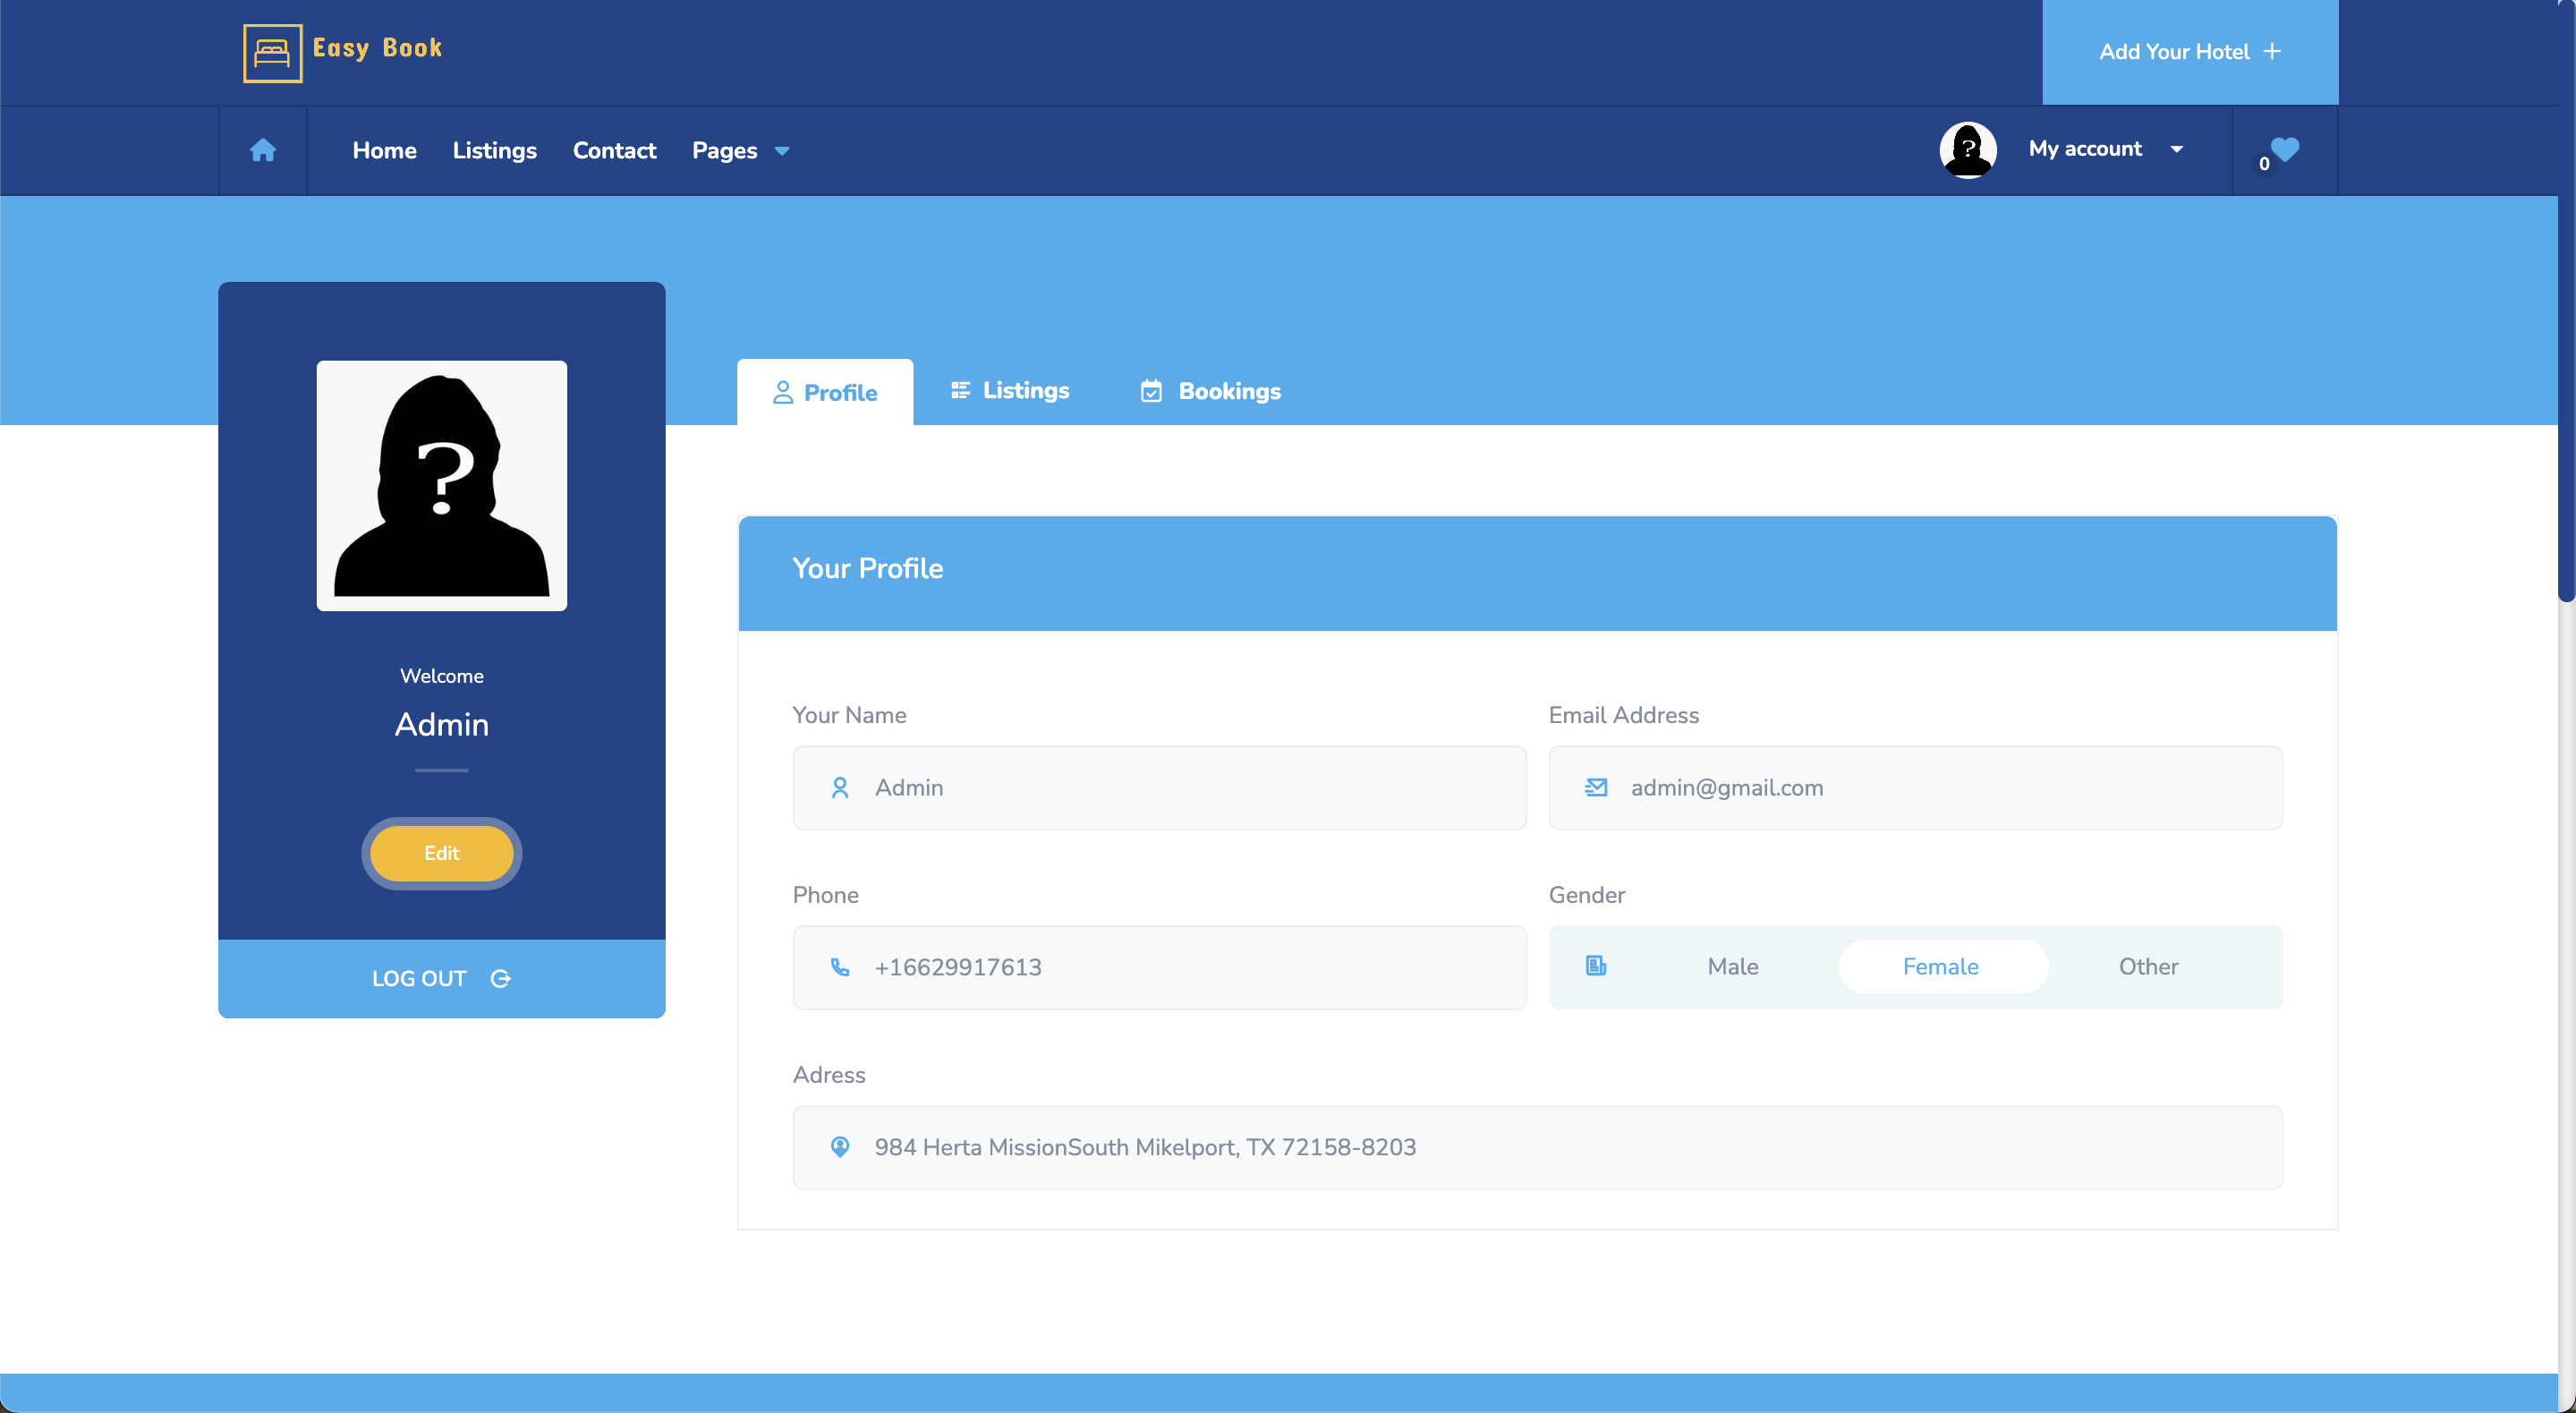 Easy Book
Add Your Hotel +
Home Listings Contact Pages
? My account
0
Profile Listings Bookings
?
Welcome
Admin
Edit
LOG OUT
Your Profile
Your Name Email Address
Admin admin@gmail.com
Phone Gender
+16629917613 Male Female Other
Adress
984 Herta MissionSouth Mikelport, TX 72158-8203